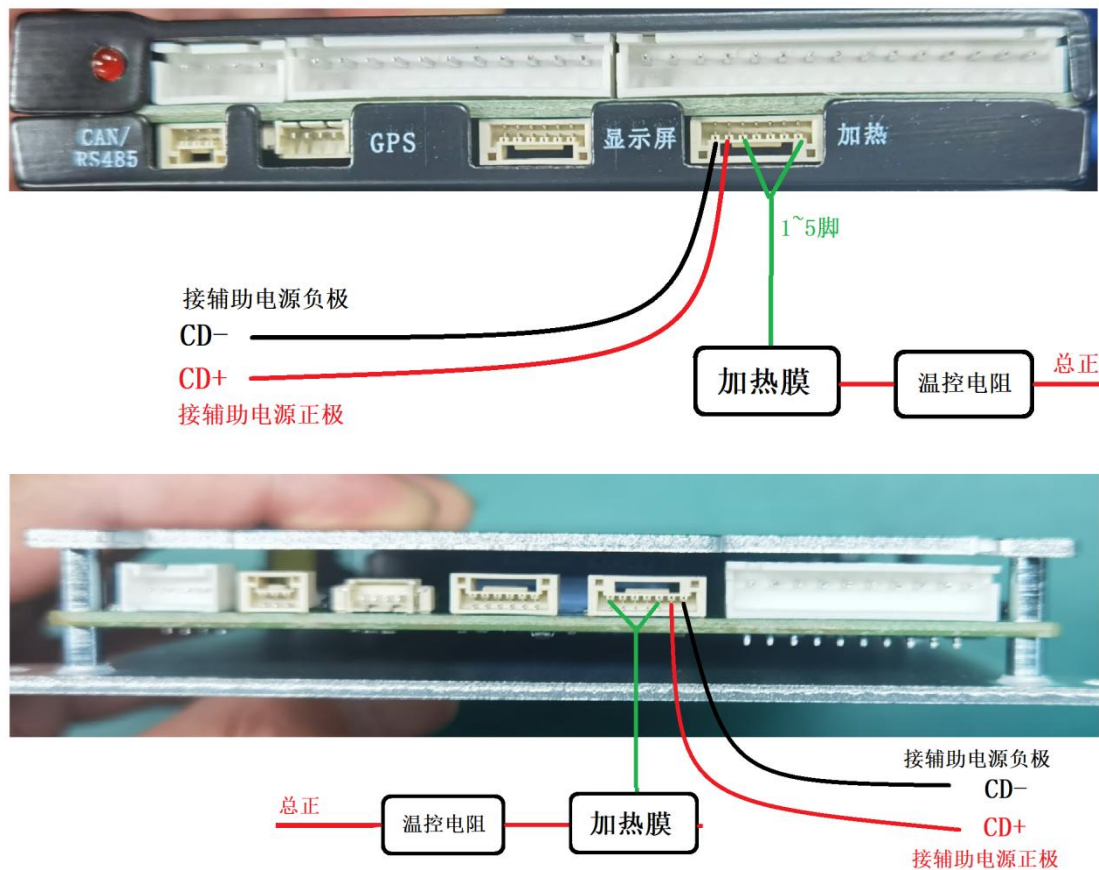 CAN/
RS485
GPS
显示屏
加热
1~5脚
接辅助电源负极
CD-
CD+
接辅助电源正极
加热膜
温控电阻
总正
接辅助电源负极
CD-
CD+
接辅助电源正极
总正
温控电阻
加热膜